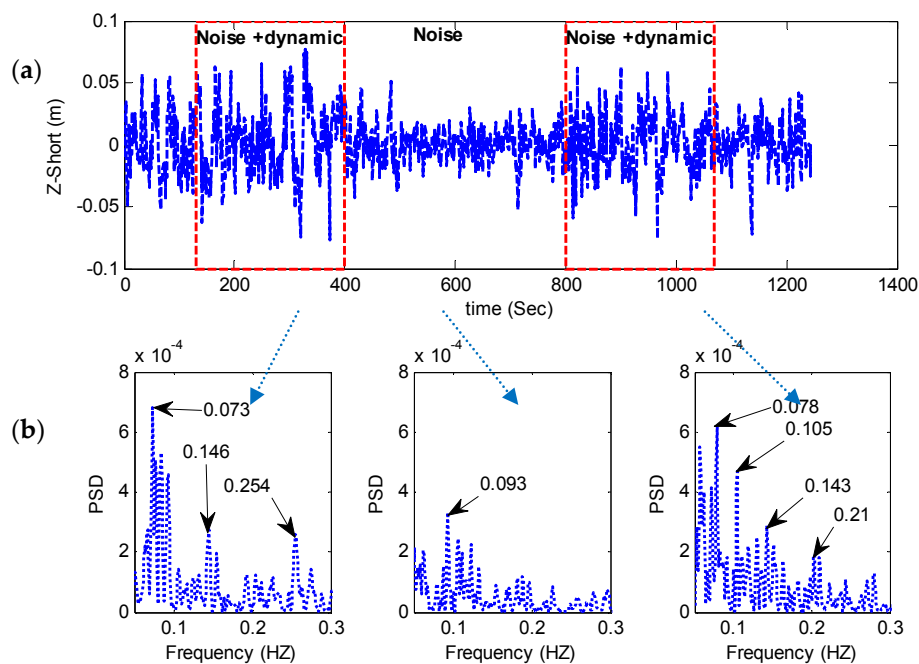 (a)
Z-Short (m)
0.1
0.05
0
-0.05
-0.1
Noise +dynamic
Noise
Noise +dynamic
0 200 400 600 800 1000 1200 1400
time (Sec)
(b)
x 10⁻⁴
PSD
8
6
4
2
0
0.073
0.146
0.254
0.1 0.2 0.3
Frequency (HZ)
x 10⁻⁴
PSD
8
6
4
2
0
0.093
0.1 0.2 0.3
Frequency (HZ)
x 10⁻⁴
PSD
8
6
4
2
0
0.078
0.105
0.143
0.21
0.1 0.2 0.3
Frequency (HZ)